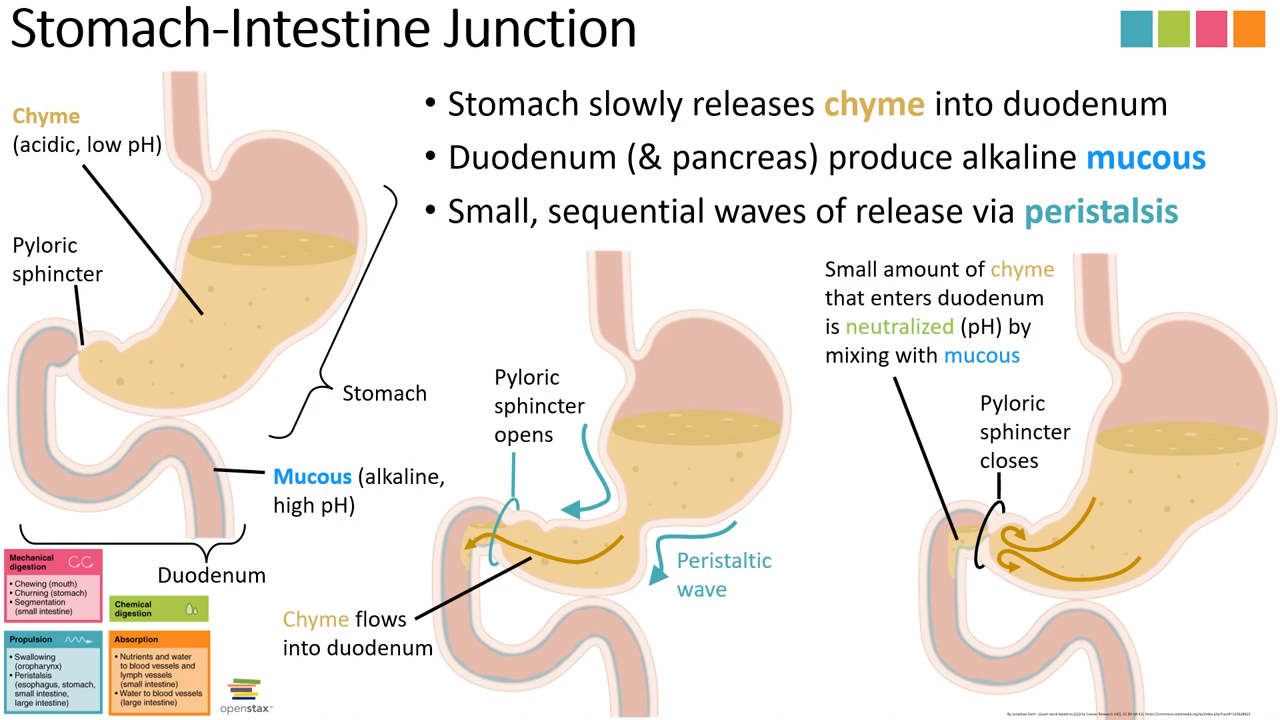 Stomach-Intestine Junction
• Stomach slowly releases chyme into duodenum
• Duodenum (& pancreas) produce alkaline mucous
• Small, sequential waves of release via peristalsis
Chyme
(acidic, low pH)
Pyloric
sphincter
Stomach
Mucous (alkaline,
high pH)
Duodenum
Pyloric
sphincter
opens
Peristaltic
wave
Chyme flows
into duodenum
Small amount of chyme
that enters duodenum
is neutralized (pH) by
mixing with mucous
Pyloric
sphincter
closes
Mechanical
digestion
• Chewing (mouth)
• Churning (stomach)
• Segmentation
(small intestine)
Chemical
digestion
Propulsion
• Swallowing
(oropharynx)
• Peristalsis
(esophagus, stomach,
small intestine,
large intestine)
Absorption
• Nutrients and water
to blood vessels and
lymph vessels
(small intestine)
• Water to blood vessels
(large intestine)
openstax™